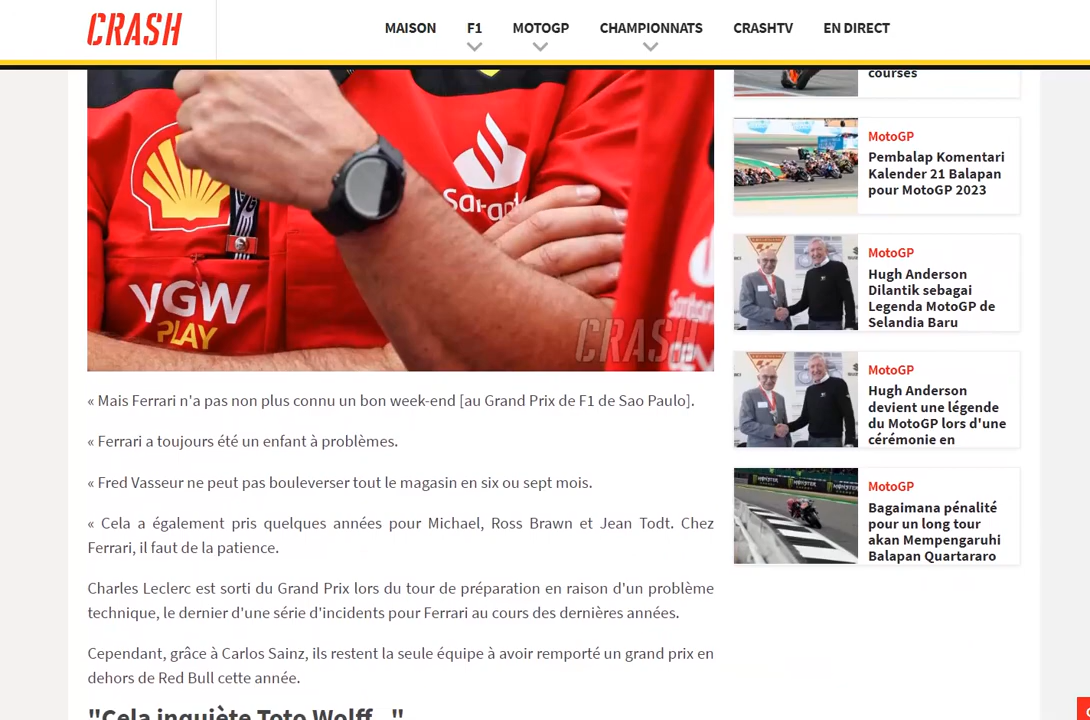 CRASH
MAISON
F1
MOTOGP
CHAMPIONNATS
CRASHTV
EN DIRECT
VGW
PLAY
CRASH
« Mais Ferrari n'a pas non plus connu un bon week-end [au Grand Prix de F1 de Sao Paulo].
« Ferrari a toujours été un enfant à problèmes.
« Fred Vasseur ne peut pas bouleverser tout le magasin en six ou sept mois.
« Cela a également pris quelques années pour Michael, Ross Brawn et Jean Todt. Chez
Ferrari, il faut de la patience.
Charles Leclerc est sorti du Grand Prix lors du tour de préparation en raison d'un problème
technique, le dernier d'une série d'incidents pour Ferrari au cours des dernières années.
Cependant, grâce à Carlos Sainz, ils restent la seule équipe à avoir remporté un grand prix en
dehors de Red Bull cette année.
"Cela inquiète Toto Wolff..."
courses
MotoGP
Pembalap Komentari
Kalender 21 Balapan
pour MotoGP 2023
MotoGP
Hugh Anderson
Dilantik sebagai
Legenda MotoGP de
Selandia Baru
MotoGP
Hugh Anderson
devient une légende
du MotoGP lors d'une
cérémonie en
MotoGP
Bagaimana pénalité
pour un long tour
akan Mempengaruhi
Balapan Quartararo